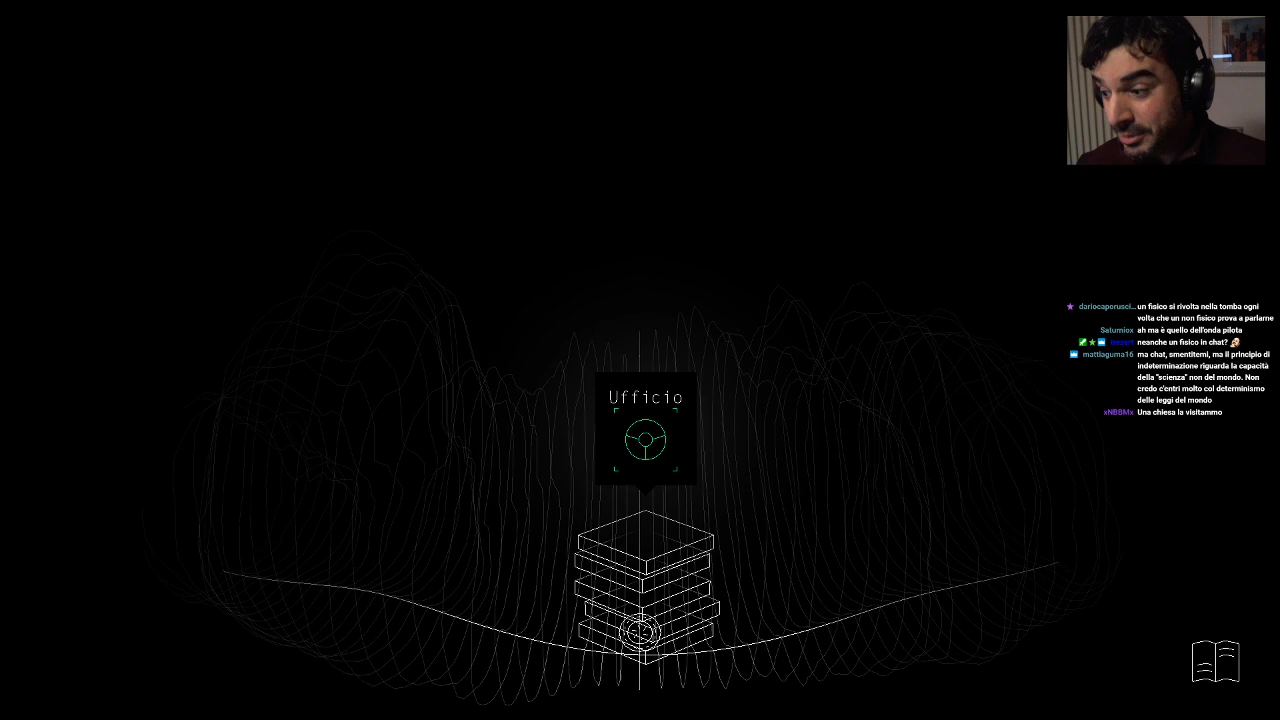 dariocaporusci... un fisico si rivolta nella tomba ogni
volta che un non fisico prova a parlarne
Saturniox ah ma è quello dell'onda pilota
neanche un fisico in chat?
mattiaguma16 ma chat, smentitemi, ma il principio di
indeterminazione riguarda la capacità
della "scienza" non del mondo. Non
credo c'entri molto col determinismo
delle leggi del mondo
xNBBMx Una chiesa la visitammo
Ufficio